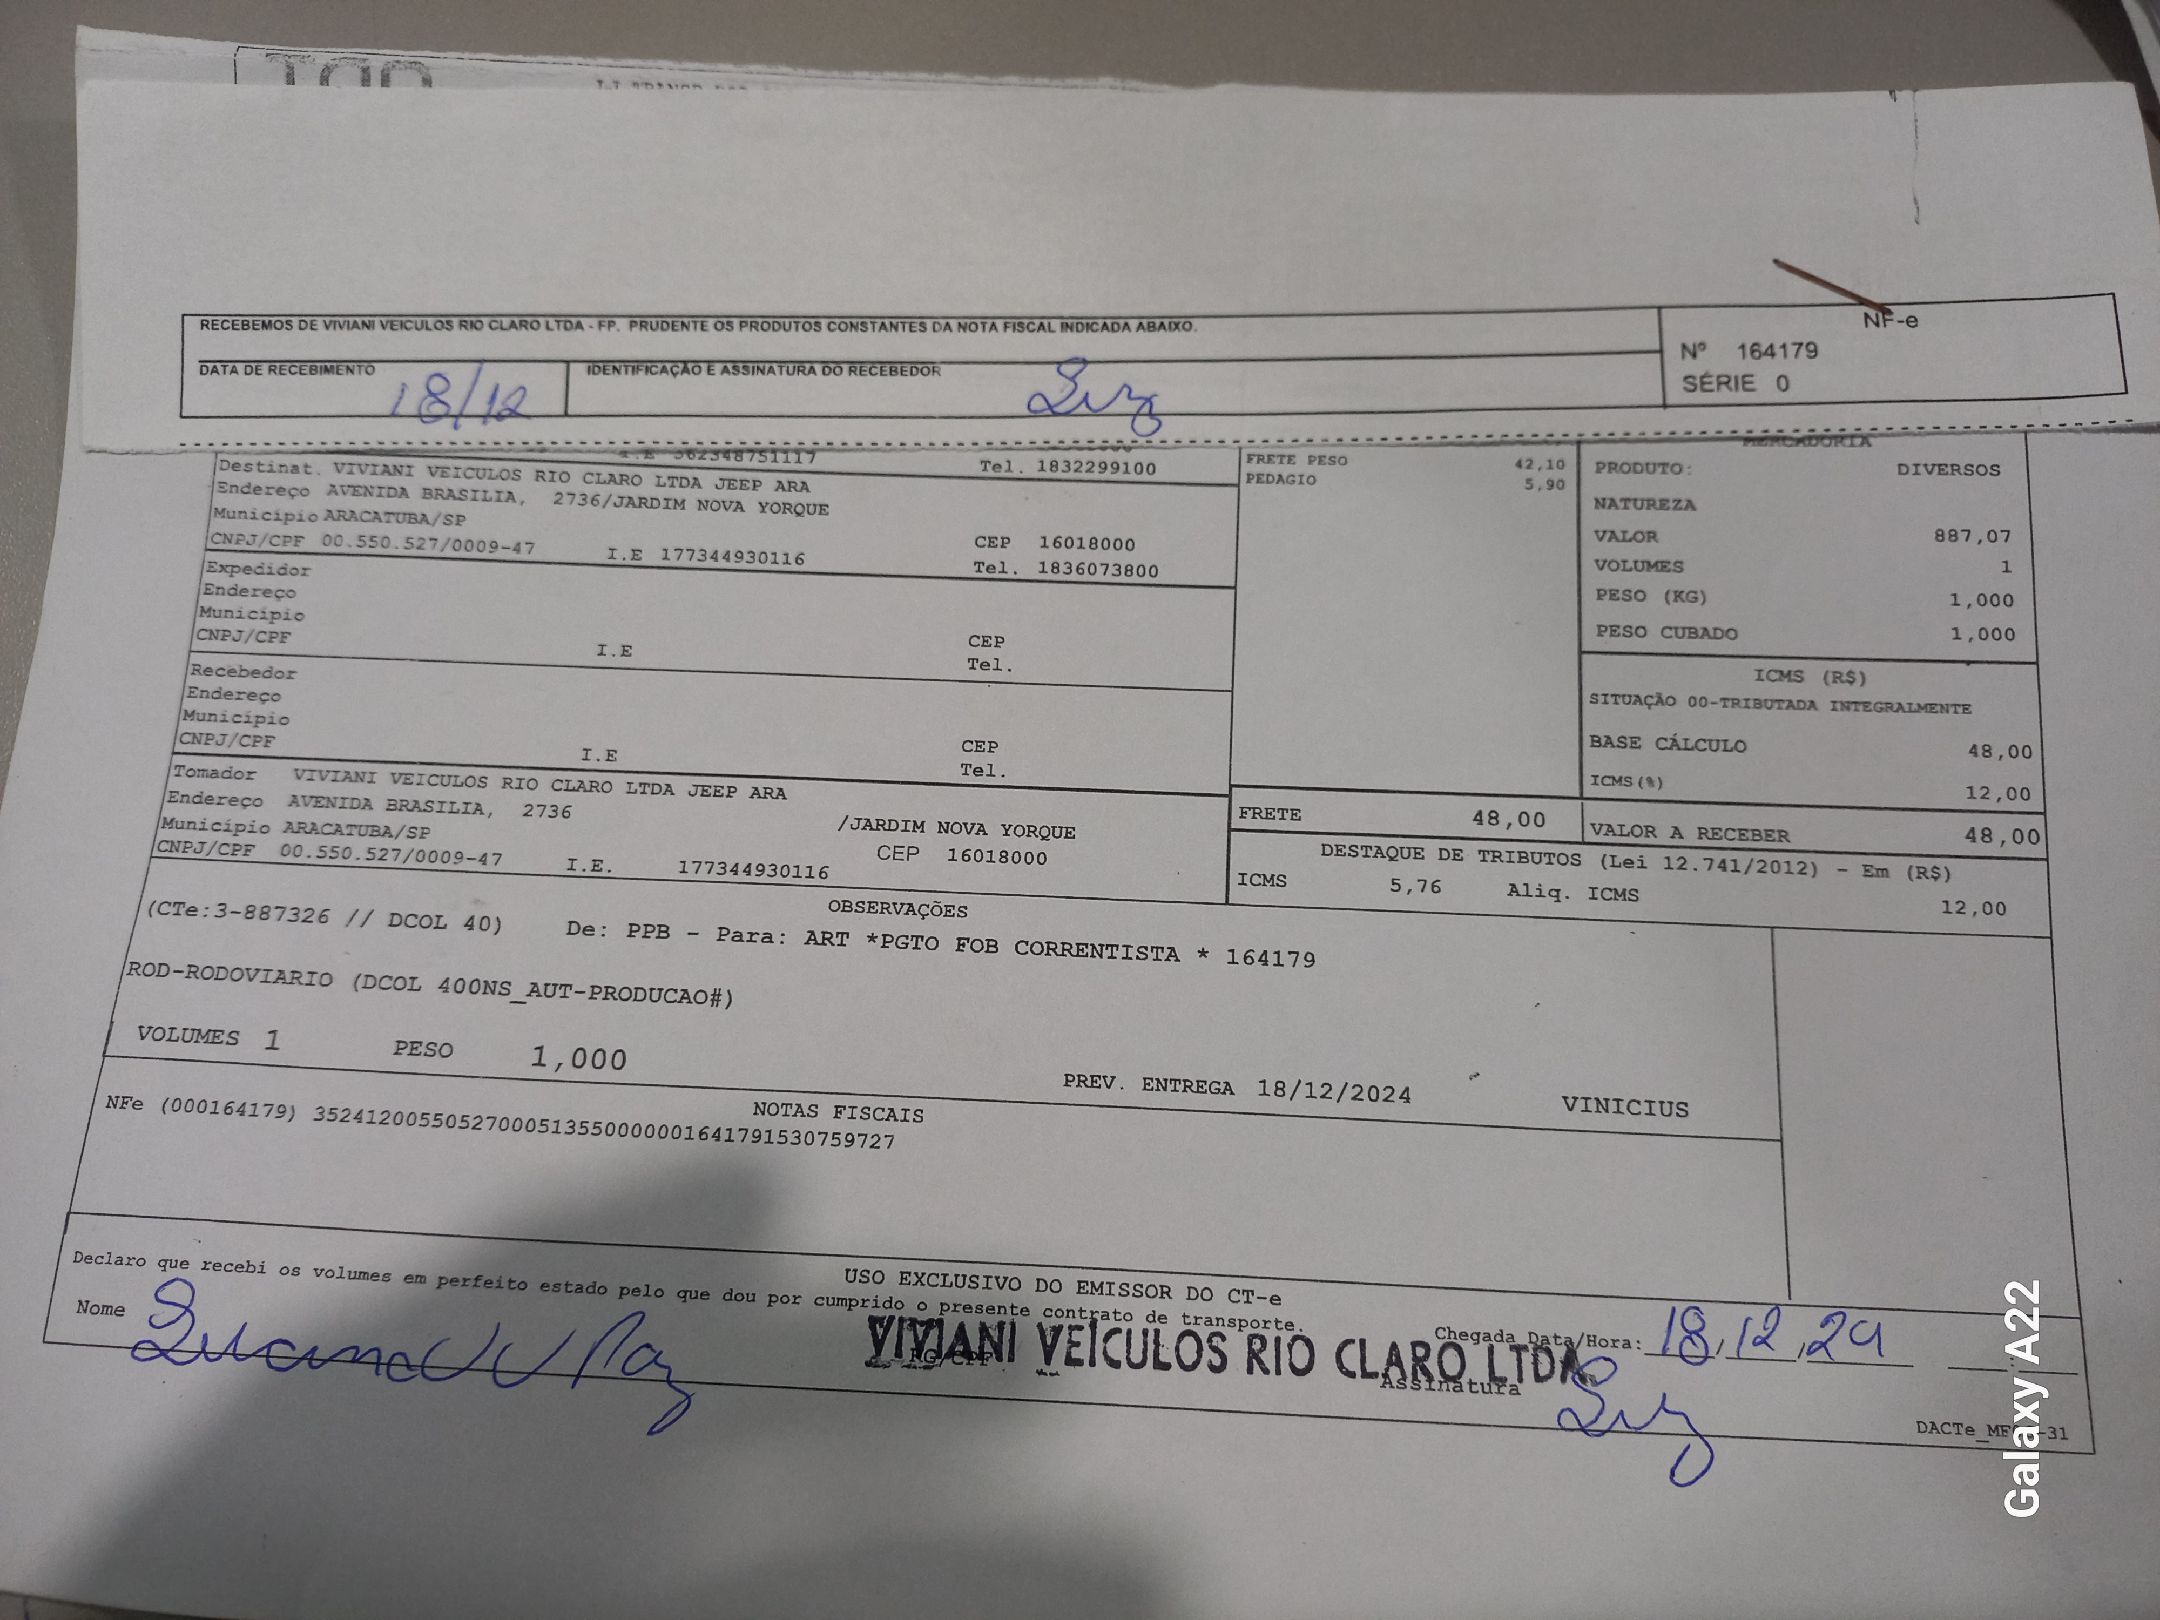 RECEBEMOS DE VIVIANI VEICULOS RIO CLARO LTDA - FP. PRUDENTE OS PRODUTOS CONSTANTES DA NOTA FISCAL INDICADA ABAIXO.
NF-e
Nº 164179
SÉRIE 0
DATA DE RECEBIMENTO
18/12
IDENTIFICAÇÃO E ASSINATURA DO RECEBEDOR
I.E 562348751117 Tel. 1832299100
Destinat. VIVIANI VEICULOS RIO CLARO LTDA JEEP ARA
Endereço AVENIDA BRASILIA, 2736/JARDIM NOVA YORQUE
Município ARACATUBA/SP CEP 16018000
CNPJ/CPF 00.550.527/0009-47 I.E 177344930116 Tel. 1836073800
Expedidor
Endereço
Município CEP
CNPJ/CPF I.E Tel.
Recebedor
Endereço
Município CEP
CNPJ/CPF I.E Tel.
Tomador VIVIANI VEICULOS RIO CLARO LTDA JEEP ARA
Endereço AVENIDA BRASILIA, 2736 /JARDIM NOVA YORQUE
Município ARACATUBA/SP CEP 16018000
CNPJ/CPF 00.550.527/0009-47 I.E. 177344930116
FRETE PESO 42,10
PEDAGIO 5,90
FRETE 48,00
MERCADORIA
PRODUTO: DIVERSOS
NATUREZA
VALOR 887,07
VOLUMES 1
PESO (KG) 1,000
PESO CUBADO 1,000
ICMS (R$)
SITUAÇÃO 00-TRIBUTADA INTEGRALMENTE
BASE CÁLCULO 48,00
ICMS(%) 12,00
VALOR A RECEBER 48,00
DESTAQUE DE TRIBUTOS (Lei 12.741/2012) - Em (R$)
ICMS 5,76 Aliq. ICMS 12,00
OBSERVAÇÕES
(CTe:3-887326 // DCOL 40) De: PPB - Para: ART *PGTO FOB CORRENTISTA * 164179
ROD-RODOVIARIO (DCOL 400NS_AUT-PRODUCAO#)
VOLUMES 1 PESO 1,000 PREV. ENTREGA 18/12/2024 VINICIUS
NOTAS FISCAIS
NFe (000164179) 35241200550527000513550000001641791530759727
USO EXCLUSIVO DO EMISSOR DO CT-e
Declaro que recebi os volumes em perfeito estado pelo que dou por cumprido o presente contrato de transporte.
Nome
RG/CPF
VIVIANI VEÍCULOS RIO CLARO LTDA.
Chegada Data/Hora: 18,12,24
Assinatura
Galaxy A22